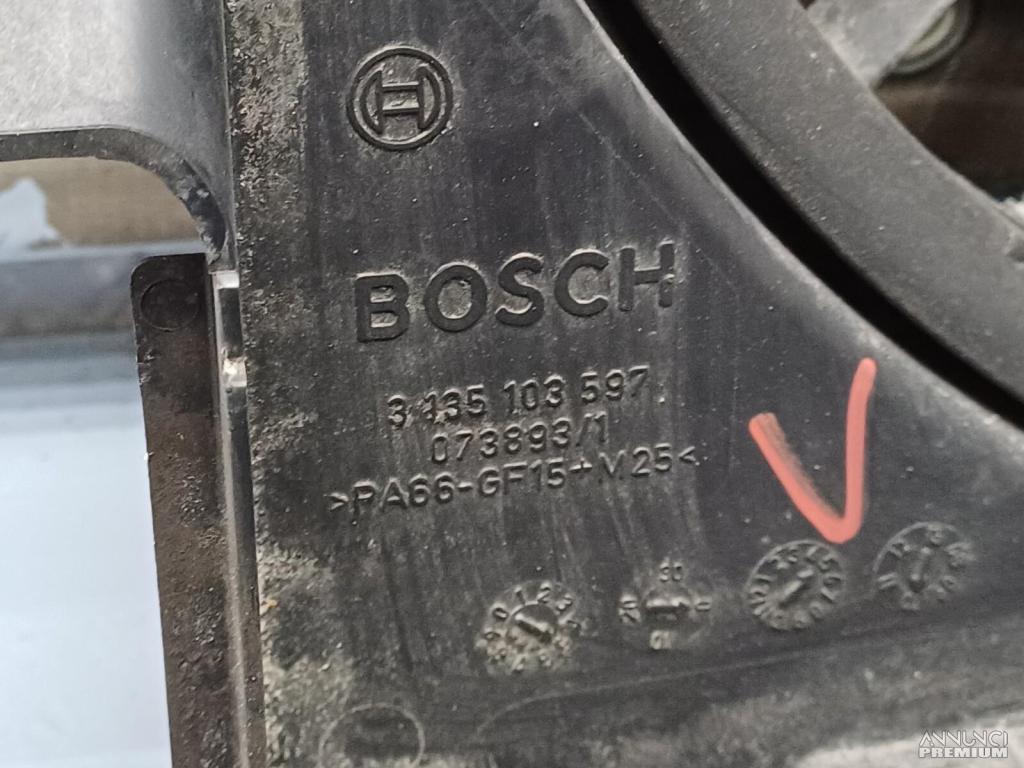 BOSCH
3 135 103 597
073893/1
>PA66-GF15+M25<
ANNUNCI
PREMIUM